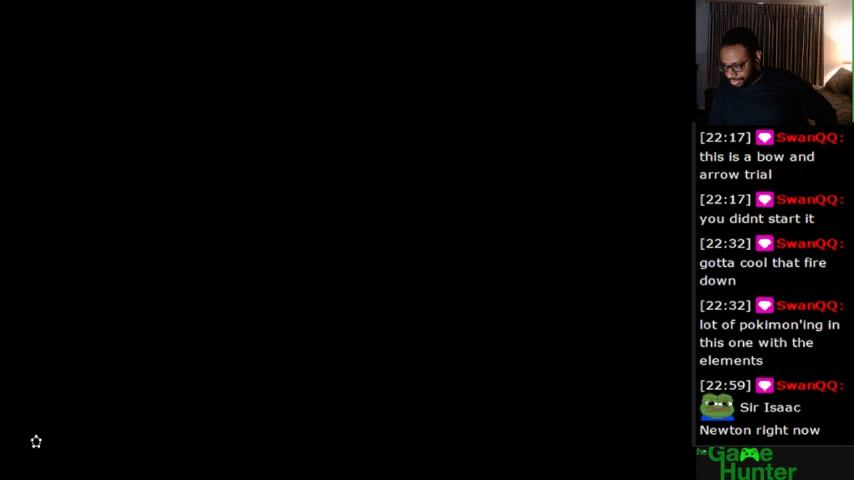 [22:17] SwanQQ:
this is a bow and
arrow trial
[22:17] SwanQQ:
you didnt start it
[22:32] SwanQQ:
gotta cool that fire
down
[22:32] SwanQQ:
lot of pokimon'ing in
this one with the
elements
[22:59] SwanQQ:
Sir Isaac
Newton right now
the Game
Hunter